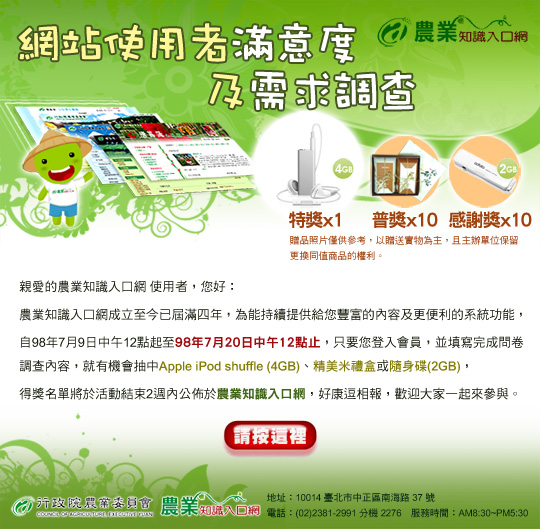 網站使用者滿意度
及需求調查
農業知識入口網
4GB
2GB
特獎x1 普獎x10 感謝獎x10
贈品照片僅供參考，以贈送實物為主，且主辦單位保留
更換同值商品的權利。
親愛的農業知識入口網 使用者，您好：
農業知識入口網成立至今已屆滿四年，為能持續提供給您豐富的內容及更便利的系統功能，
自98年7月9日中午12點起至98年7月20日中午12點止，只要您登入會員，並填寫完成問卷
調查內容，就有機會抽中Apple iPod shuffle (4GB)、精美米禮盒或隨身碟(2GB)，
得獎名單將於活動結束2週內公佈於農業知識入口網，好康逗相報，歡迎大家一起來參與。
請按這裡
行政院農業委員會
COUNCIL OF AGRICULTURE, EXECUTIVE YUAN
農業知識入口網
地址：10014 臺北市中正區南海路 37 號
電話：(02)2381-2991 分機 2276 服務時間：AM8:30~PM5:30